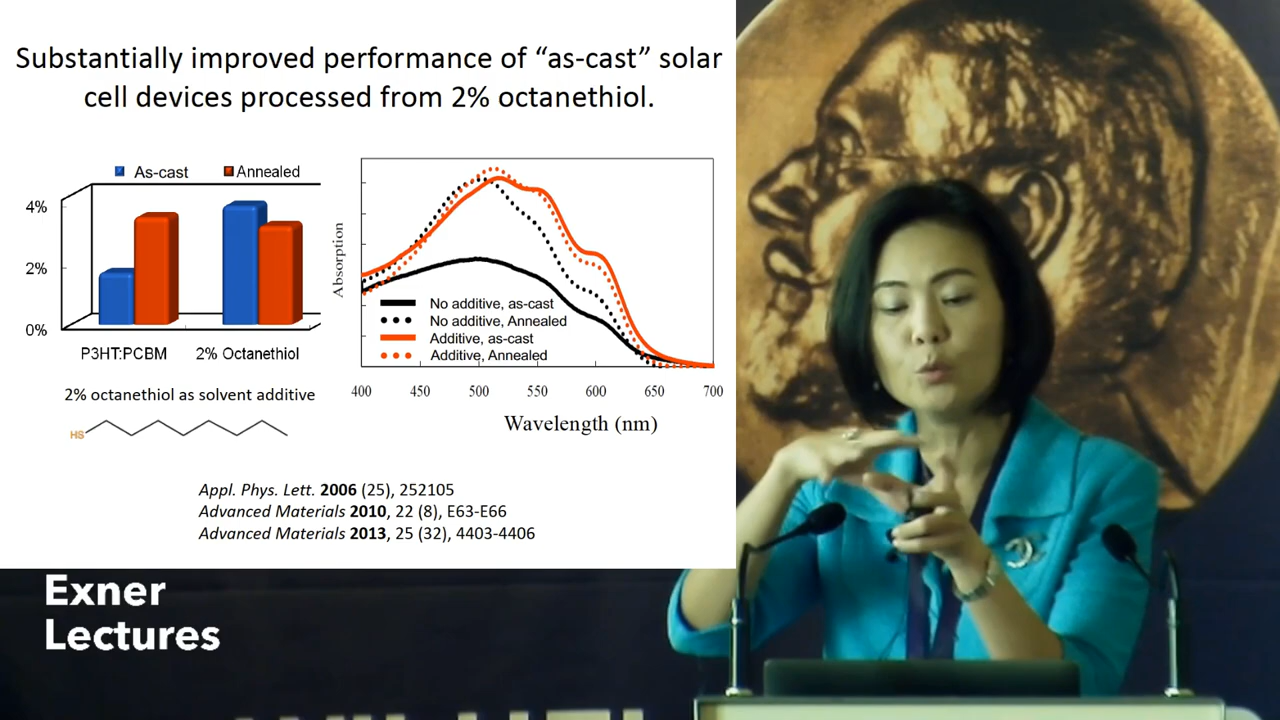 Substantially improved performance of “as-cast” solar
cell devices processed from 2% octanethiol.
As-cast
Annealed
4%
2%
0%
P3HT:PCBM
2% Octanethiol
2% octanethiol as solvent additive
HS
Absorption
No additive, as-cast
No additive, Annealed
Additive, as-cast
Additive, Annealed
400 450 500 550 600 650 700
Wavelength (nm)
Appl. Phys. Lett. 2006 (25), 252105
Advanced Materials 2010, 22 (8), E63-E66
Advanced Materials 2013, 25 (32), 4403-4406
Exner
Lectures